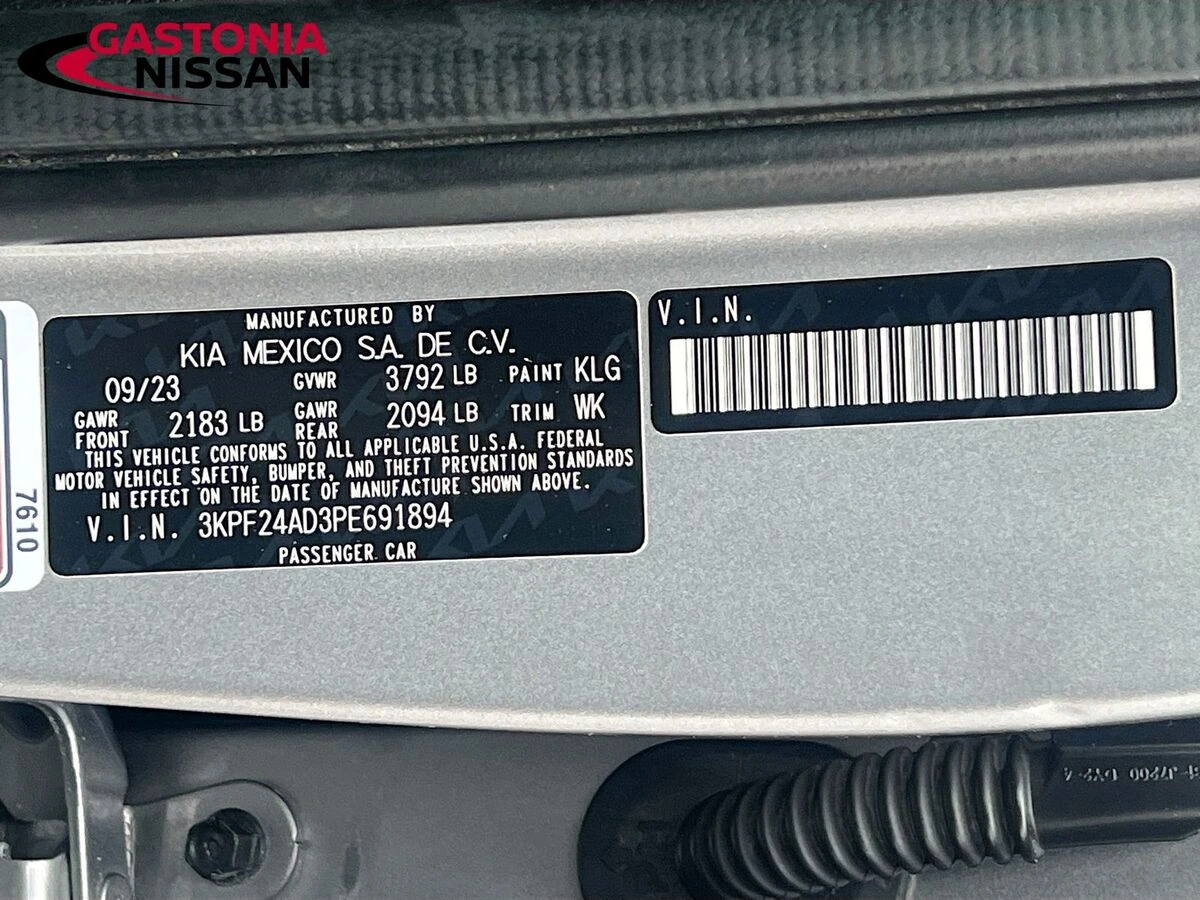 GASTONIA
NISSAN
MANUFACTURED BY
KIA MEXICO S.A. DE C.V.
09/23 GVWR 3792 LB PAINT KLG
GAWR FRONT 2183 LB GAWR REAR 2094 LB TRIM WK
THIS VEHICLE CONFORMS TO ALL APPLICABLE U.S.A. FEDERAL
MOTOR VEHICLE SAFETY, BUMPER, AND THEFT PREVENTION STANDARDS
IN EFFECT ON THE DATE OF MANUFACTURE SHOWN ABOVE.
V.I.N. 3KPF24AD3PE691894
PASSENGER CAR
V.I.N.
7610